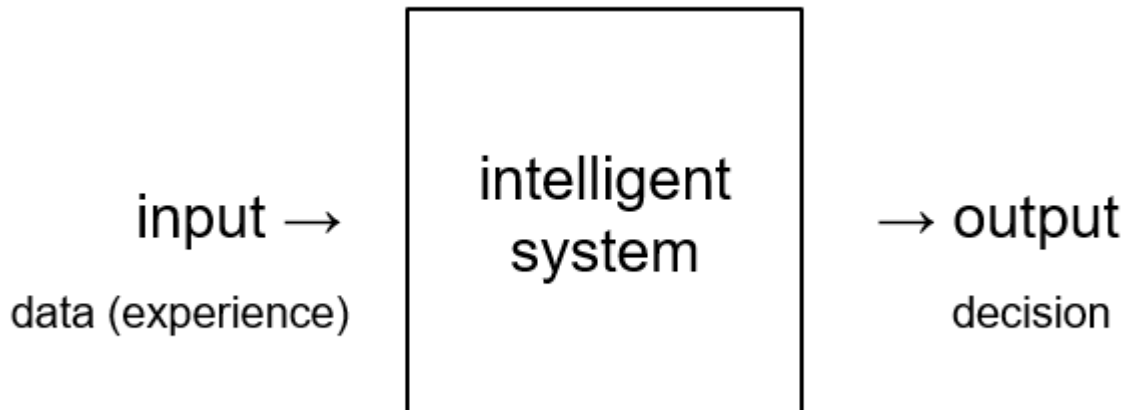 input →
data (experience)
intelligent
system
→ output
decision